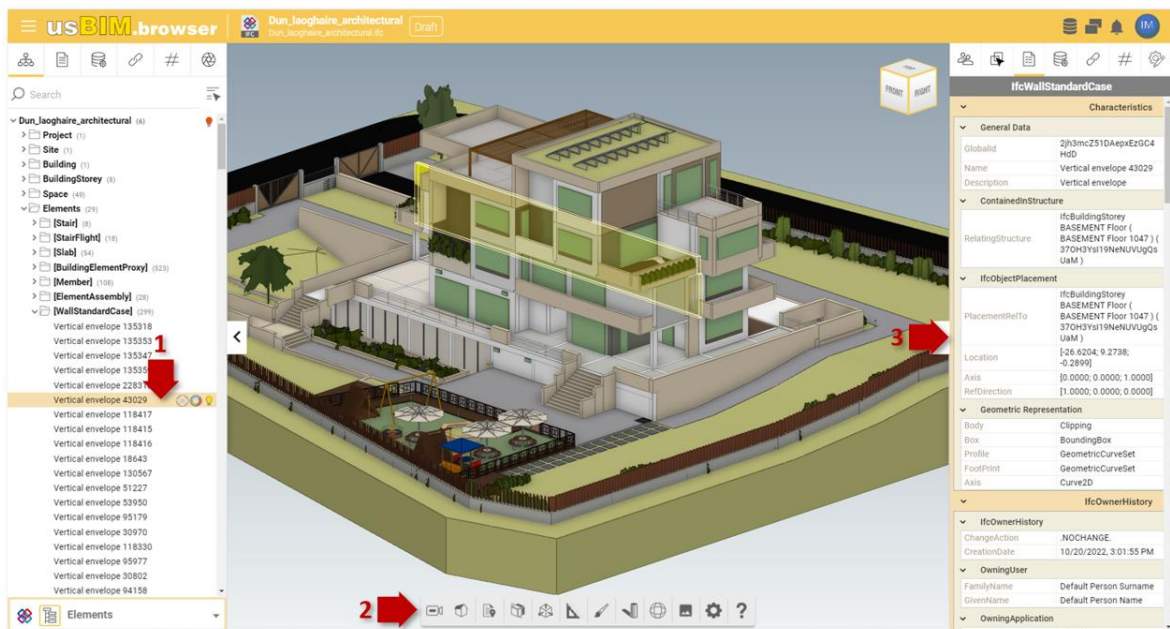 usBIM.browser
IFC
Dun_laoghaire_architectural
Dun_laoghaire_architectural.ifc
Draft
IM
Search
Dun_laoghaire_architectural (6)
Project (1)
Site (1)
Building (1)
BuildingStorey (8)
Space (49)
Elements (29)
[Stair] (8)
[StairFlight] (18)
[Slab] (54)
[BuildingElementProxy] (523)
[Member] (108)
[ElementAssembly] (28)
[WallStandardCase] (299)
Vertical envelope 135318
Vertical envelope 135353
Vertical envelope 135347
Vertical envelope
Vertical envelope
Vertical envelope 43029
Vertical envelope 118417
Vertical envelope 118415
Vertical envelope 118416
Vertical envelope 18643
Vertical envelope 130567
Vertical envelope 51227
Vertical envelope 53950
Vertical envelope 95179
Vertical envelope 30970
Vertical envelope 118330
Vertical envelope 95977
Vertical envelope 30802
Vertical envelope 94158
Elements
1
TOP
FRONT
RIGHT
2
?
3
IfcWallStandardCase
Characteristics
General Data
GlobalId
2jh3mcZ51DAepxEzGC4
HdD
Name
Vertical envelope 43029
Description
Vertical envelope
ContainedInStructure
RelatingStructure
IfcBuildingStorey
BASEMENT Floor (
BASEMENT Floor 1047 ) (
37OH3YsI19NeNUVUgQs
UaM )
IfcObjectPlacement
PlacementRelTo
IfcBuildingStorey
BASEMENT Floor (
BASEMENT Floor 1047 ) (
37OH3YsI19NeNUVUgQs
UaM )
Location
[-26.6204; 9.2738;
-0.2899]
Axis
[0.0000; 0.0000; 1.0000]
RefDirection
[1.0000; 0.0000; 0.0000]
Geometric Representation
Body
Clipping
Box
BoundingBox
Profile
GeometricCurveSet
FootPrint
GeometricCurveSet
Axis
Curve2D
IfcOwnerHistory
IfcOwnerHistory
ChangeAction
.NOCHANGE.
CreationDate
10/20/2022, 3:01:55 PM
OwningUser
FamilyName
Default Person Surname
GivenName
Default Person Name
OwningApplication